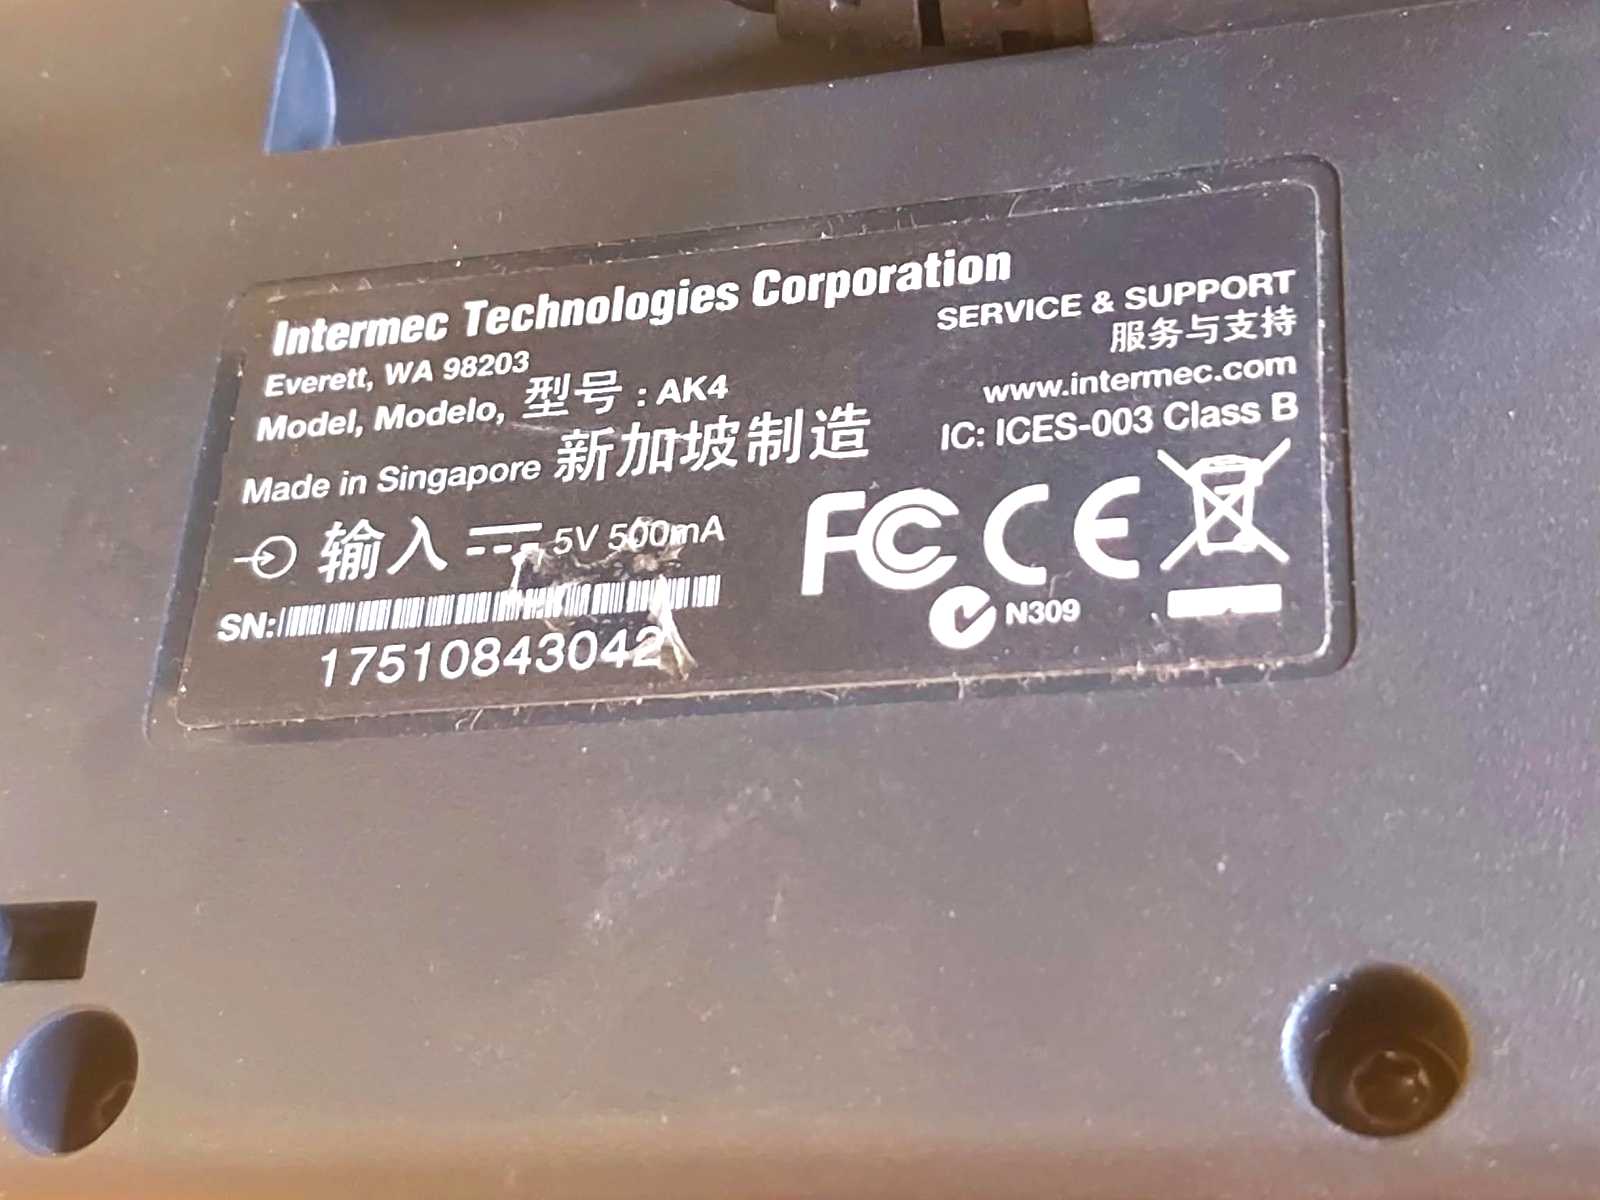 Intermec Technologies Corporation
Everett, WA 98203
Model, Modelo, 型号 : AK4
Made in Singapore 新加坡制造
输入 5V 500mA
SN:
17510843042
SERVICE & SUPPORT
服务与支持
www.intermec.com
IC: ICES-003 Class B
FC CE
N309